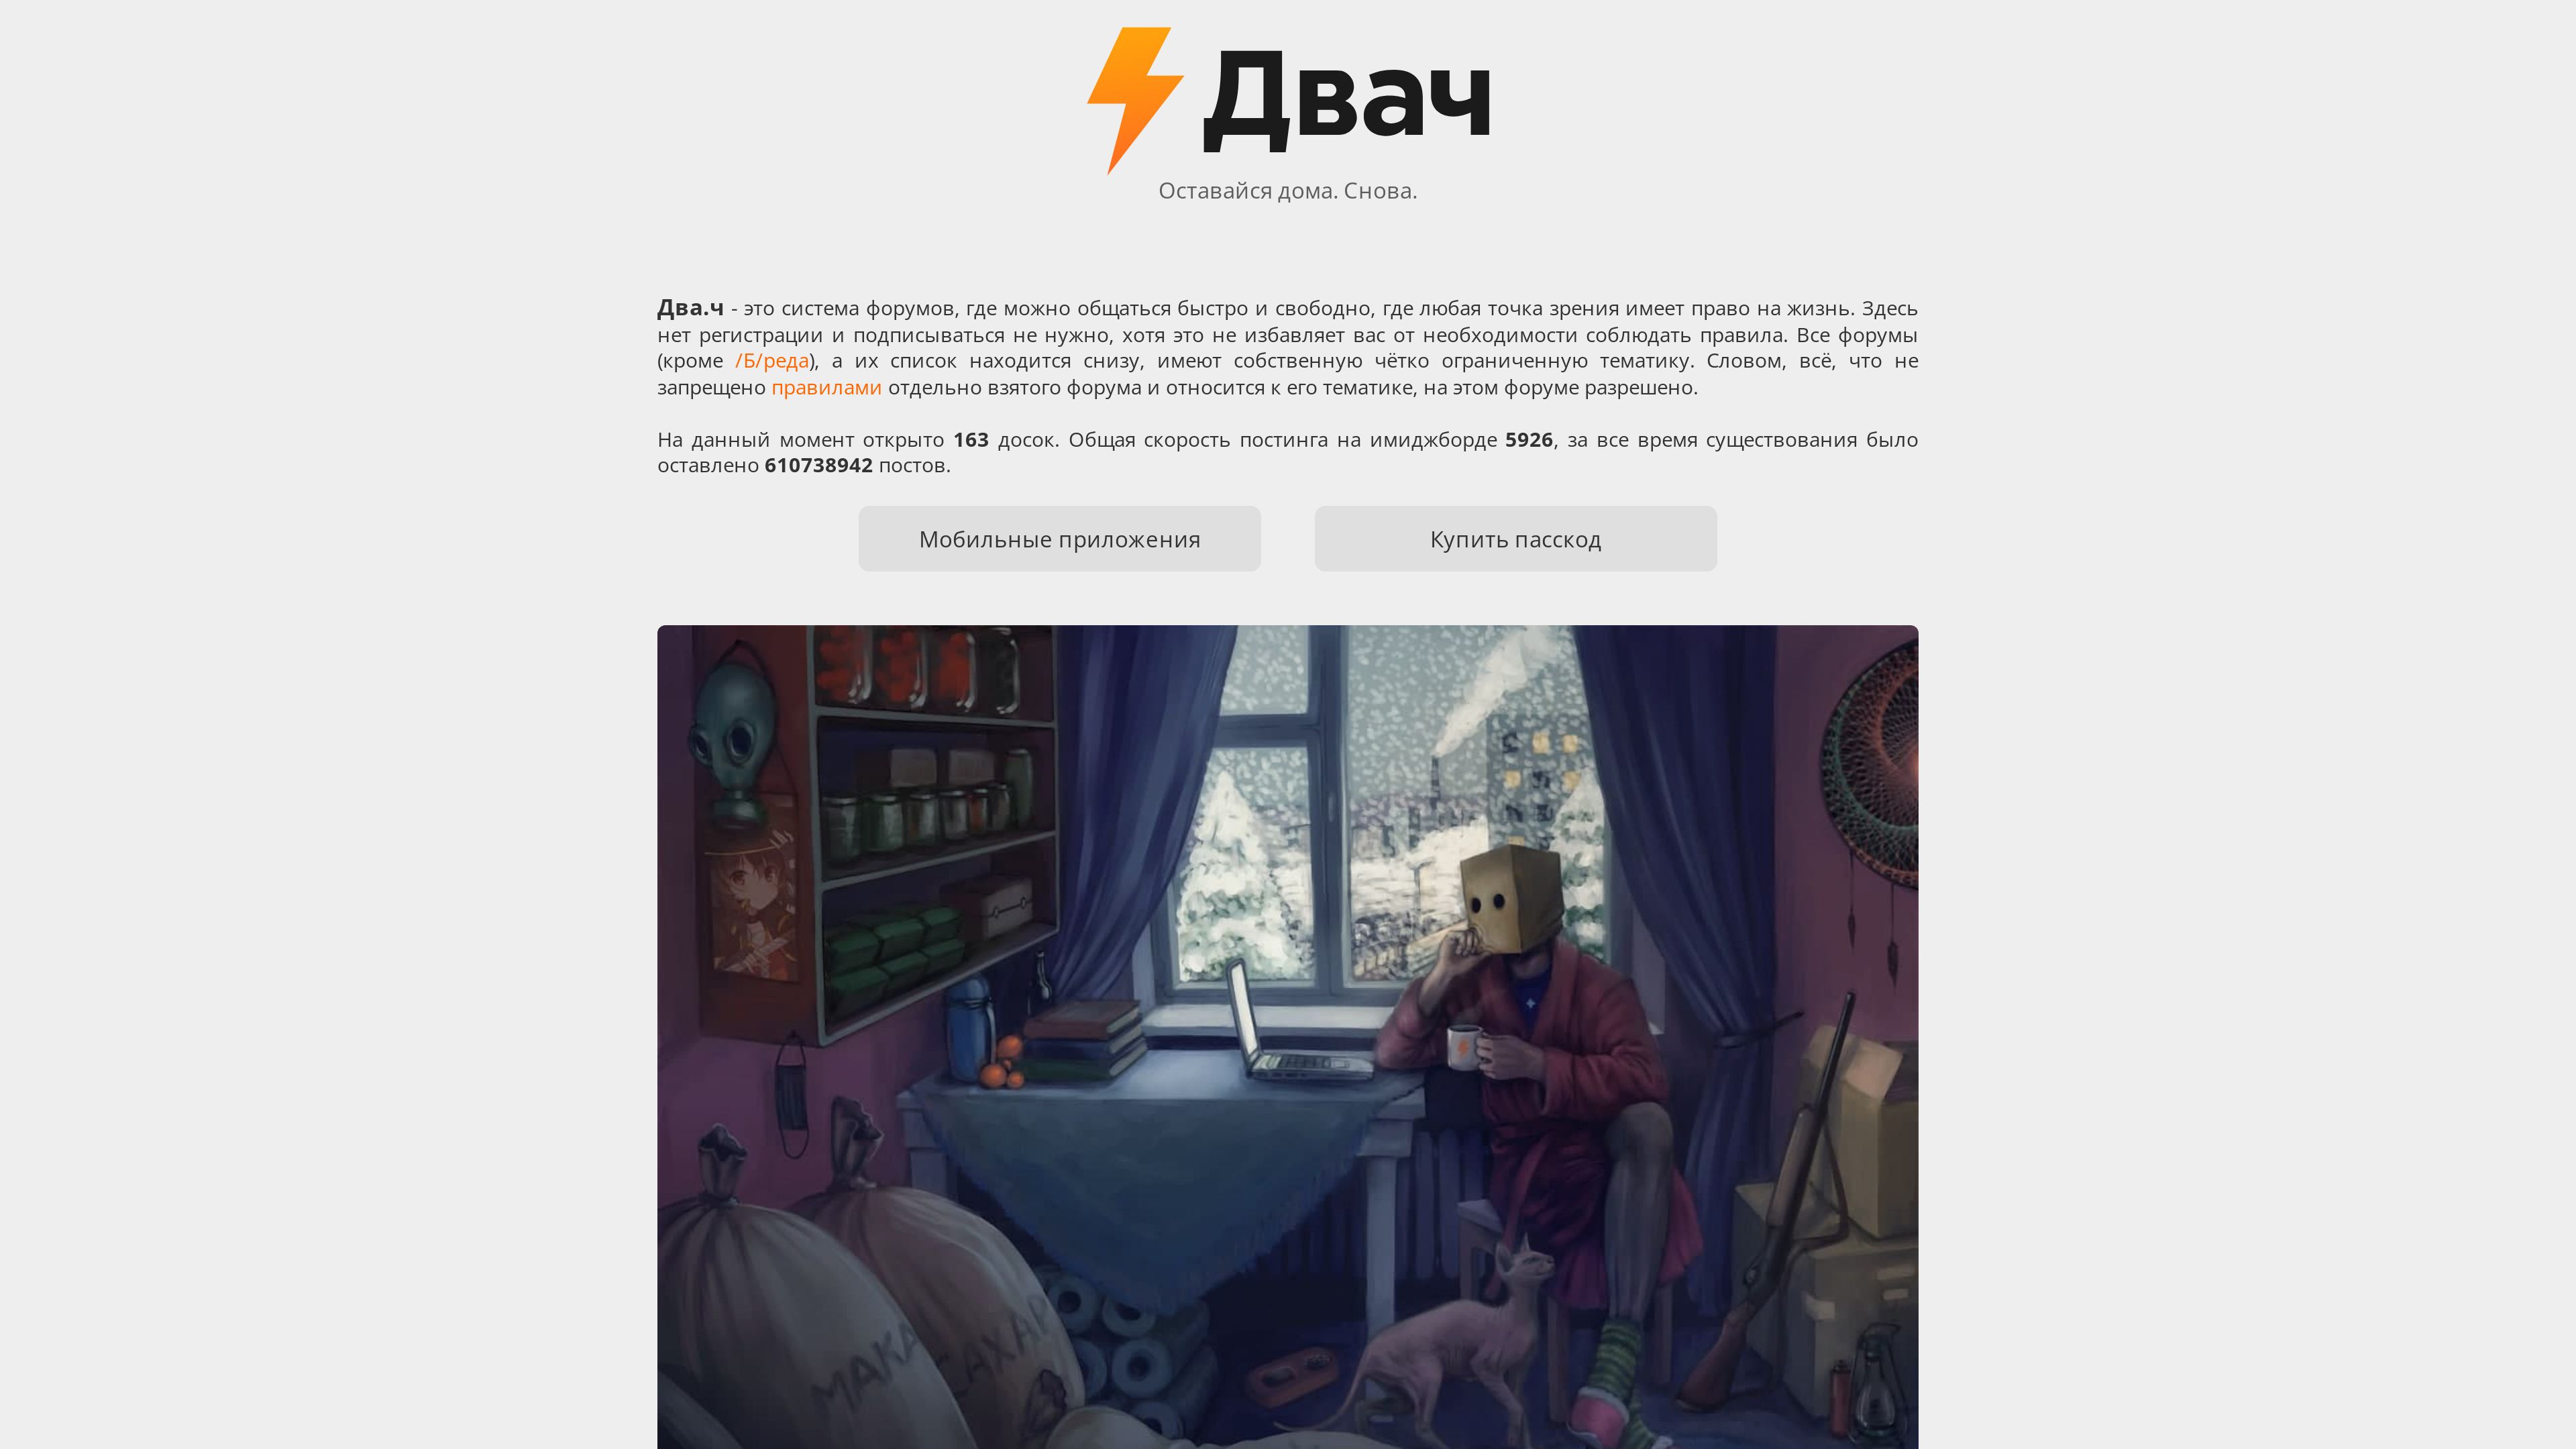 Двач
Оставайся дома. Снова.
Два.ч - это система форумов, где можно общаться быстро и свободно, где любая точка зрения имеет право на жизнь. Здесь
нет регистрации и подписываться не нужно, хотя это не избавляет вас от необходимости соблюдать правила. Все форумы
(кроме /Б/реда), а их список находится снизу, имеют собственную чётко ограниченную тематику. Словом, всё, что не
запрещено правилами отдельно взятого форума и относится к его тематике, на этом форуме разрешено.
На данный момент открыто 163 досок. Общая скорость постинга на имиджборде 5926, за все время существования было
оставлено 610738942 постов.
Мобильные приложения
Купить пасскод
МАКА
САХАР